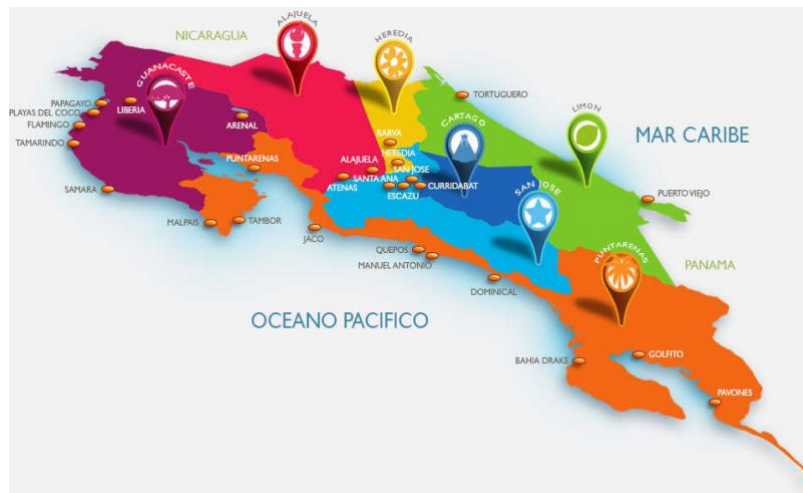 NICARAGUA
ALAJUELA
HEREDIA
GUANACASTE
PAPAGAYO
PLAYAS DEL COCO
FLAMINGO
TAMARINDO
LIBERIA
ARENAL
TORTUGUERO
LIMON
MAR CARIBE
CARTAGO
BARVA
HEREDIA
SAN JOSE
ALAJUELA
SANTA ANA
ATENAS
ESCAZU
CURRIDABAT
PUNTARENAS
SAMARA
MALPAIS
TAMBOR
JACO
SAN JOSE
PUERTO VIEJO
QUEPOS
MANUEL ANTONIO
DOMINICAL
PUNTARENAS
PANAMA
OCEANO PACIFICO
BAHIA DRAKE
GOLFITO
PAVONES